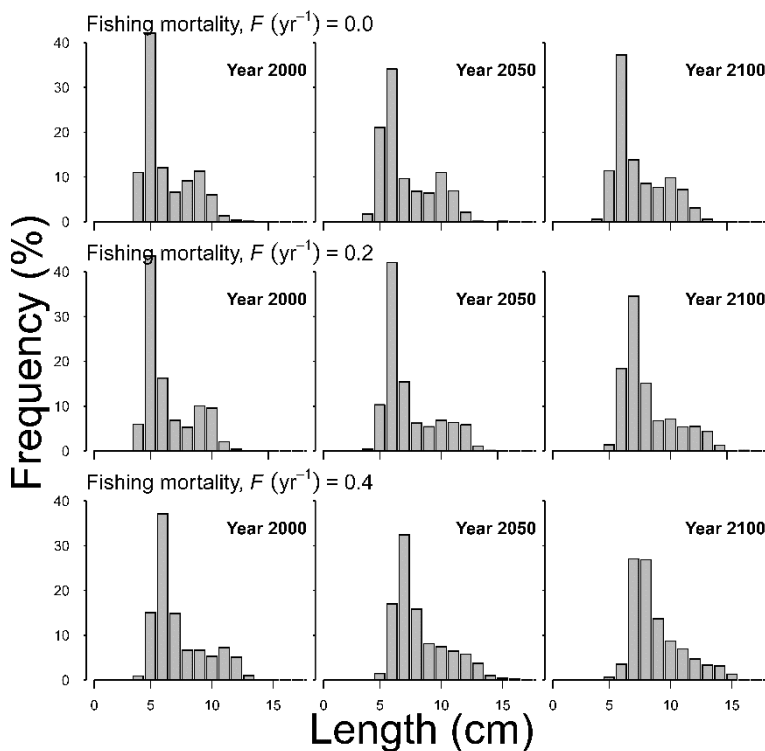 Fishing mortality, F (yr⁻¹) = 0.0
Year 2000 Year 2050 Year 2100
40
30
20
10
0
Fishing mortality, F (yr⁻¹) = 0.2
Year 2000 Year 2050 Year 2100
40
30
20
10
0
Fishing mortality, F (yr⁻¹) = 0.4
Year 2000 Year 2050 Year 2100
40
30
20
10
0
0 5 10 15 0 5 10 15 0 5 10 15
Frequency (%)
Length (cm)